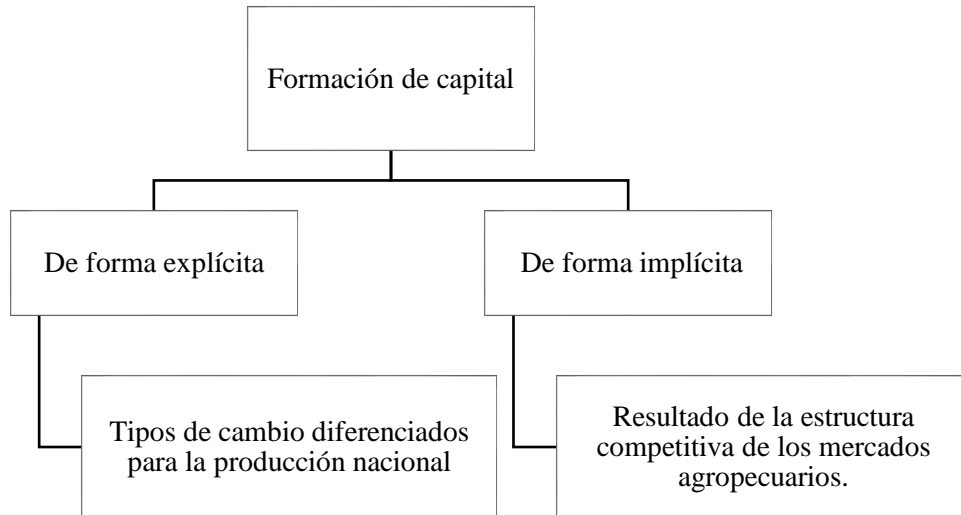 Formación de capital
De forma explícita
De forma implícita
Tipos de cambio diferenciados
para la producción nacional
Resultado de la estructura
competitiva de los mercados
agropecuarios.